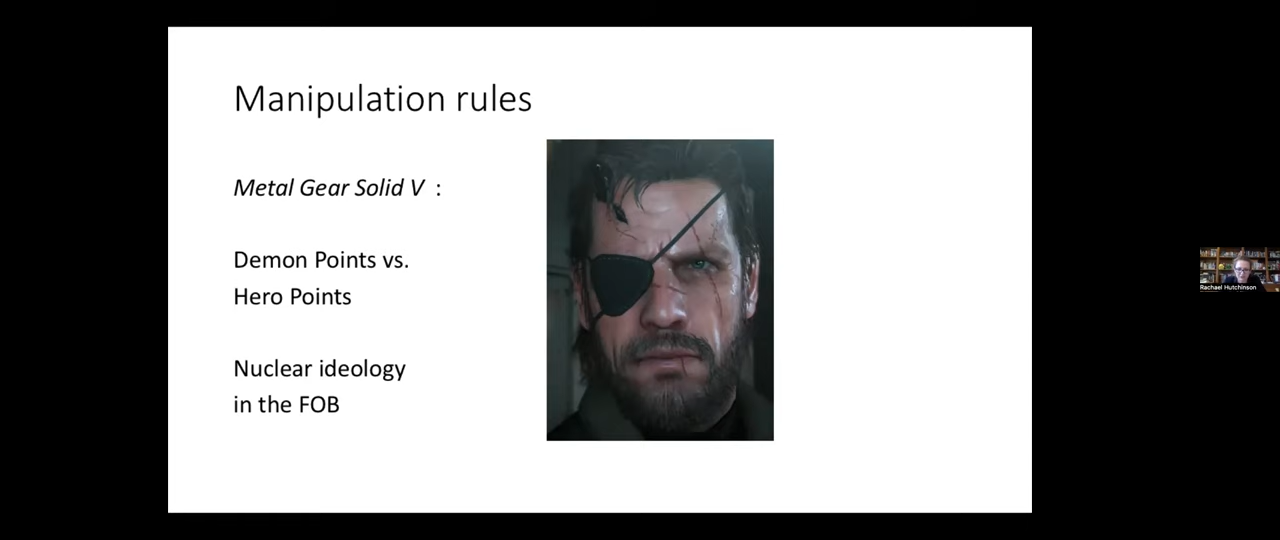 Manipulation rules
Metal Gear Solid V :
Demon Points vs.
Hero Points
Nuclear ideology
in the FOB
Rachael Hutchinson